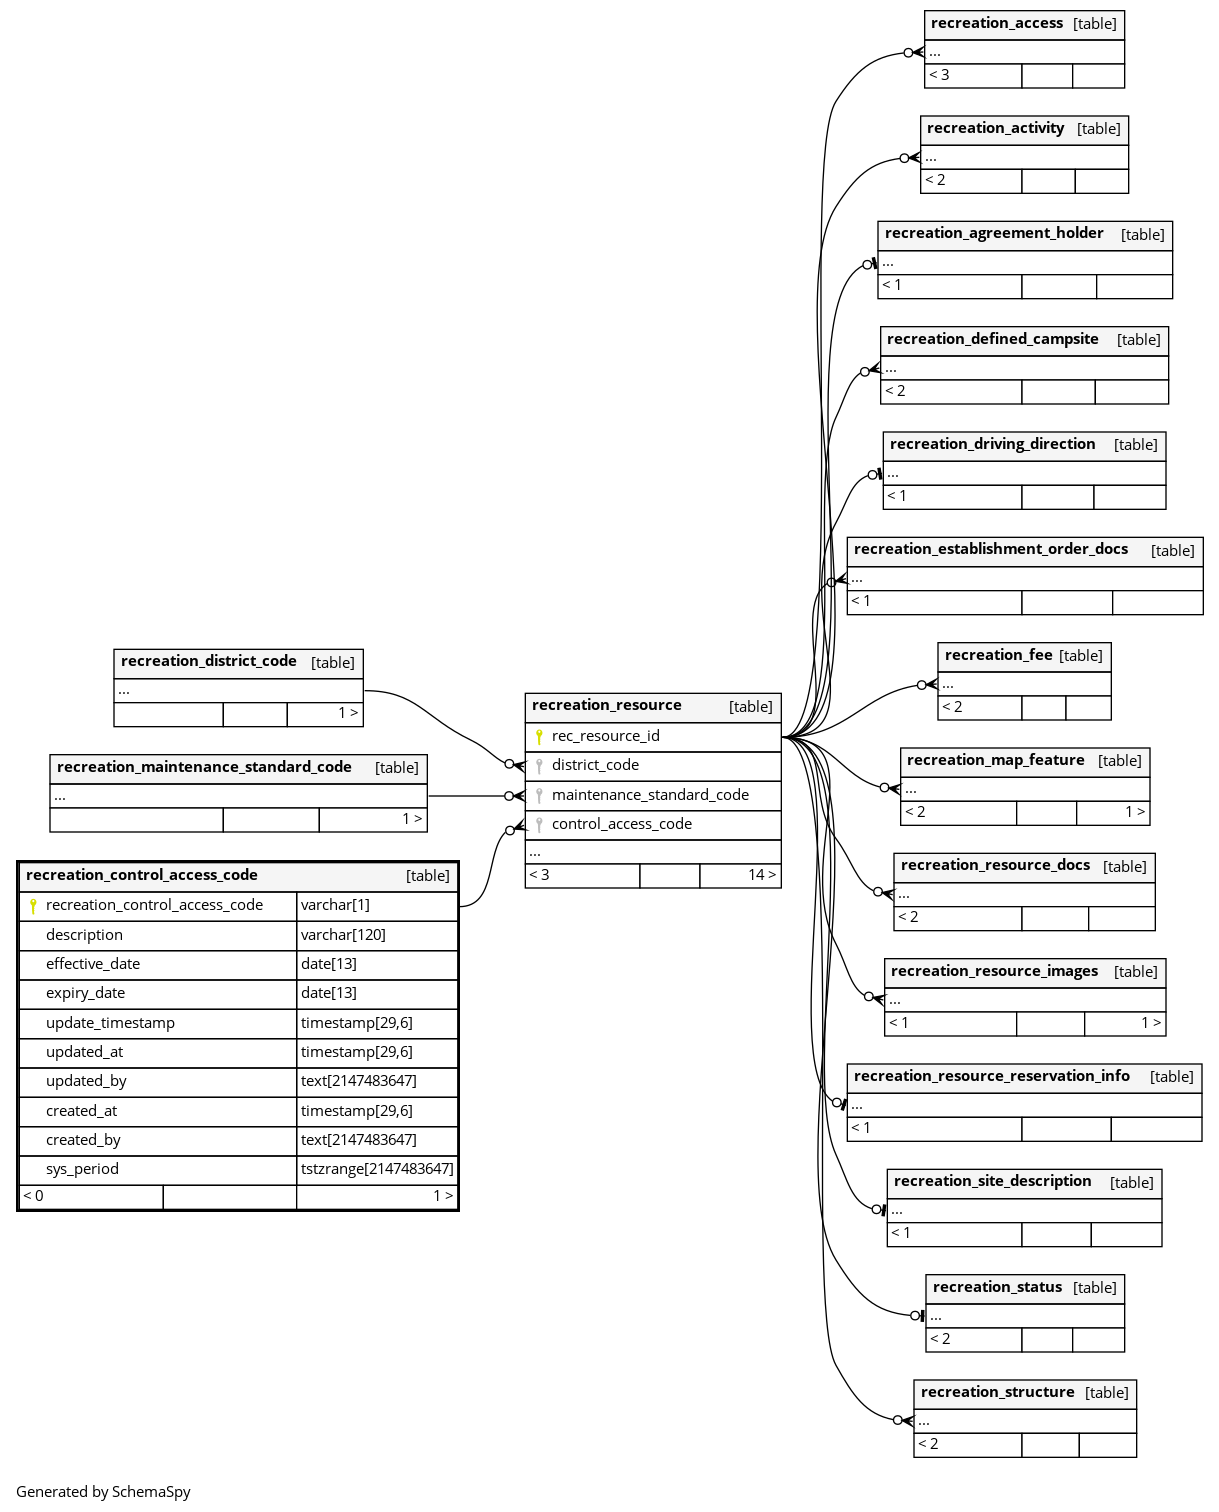 recreation_access [table]
...
< 3
recreation_activity [table]
...
< 2
recreation_agreement_holder [table]
...
< 1
recreation_defined_campsite [table]
...
< 2
recreation_driving_direction [table]
...
< 1
recreation_establishment_order_docs [table]
...
< 1
recreation_fee [table]
...
< 2
recreation_map_feature [table]
...
< 2 1 >
recreation_resource_docs [table]
...
< 2
recreation_resource_images [table]
...
< 1 1 >
recreation_resource_reservation_info [table]
...
< 1
recreation_site_description [table]
...
< 1
recreation_status [table]
...
< 2
recreation_structure [table]
...
< 2
recreation_resource [table]
rec_resource_id
district_code
maintenance_standard_code
control_access_code
...
< 3 14 >
recreation_district_code [table]
...
1 >
recreation_maintenance_standard_code [table]
...
1 >
recreation_control_access_code [table]
recreation_control_access_code varchar[1]
description varchar[120]
effective_date date[13]
expiry_date date[13]
update_timestamp timestamp[29,6]
updated_at timestamp[29,6]
updated_by text[2147483647]
created_at timestamp[29,6]
created_by text[2147483647]
sys_period tstzrange[2147483647]
< 0 1 >
Generated by SchemaSpy